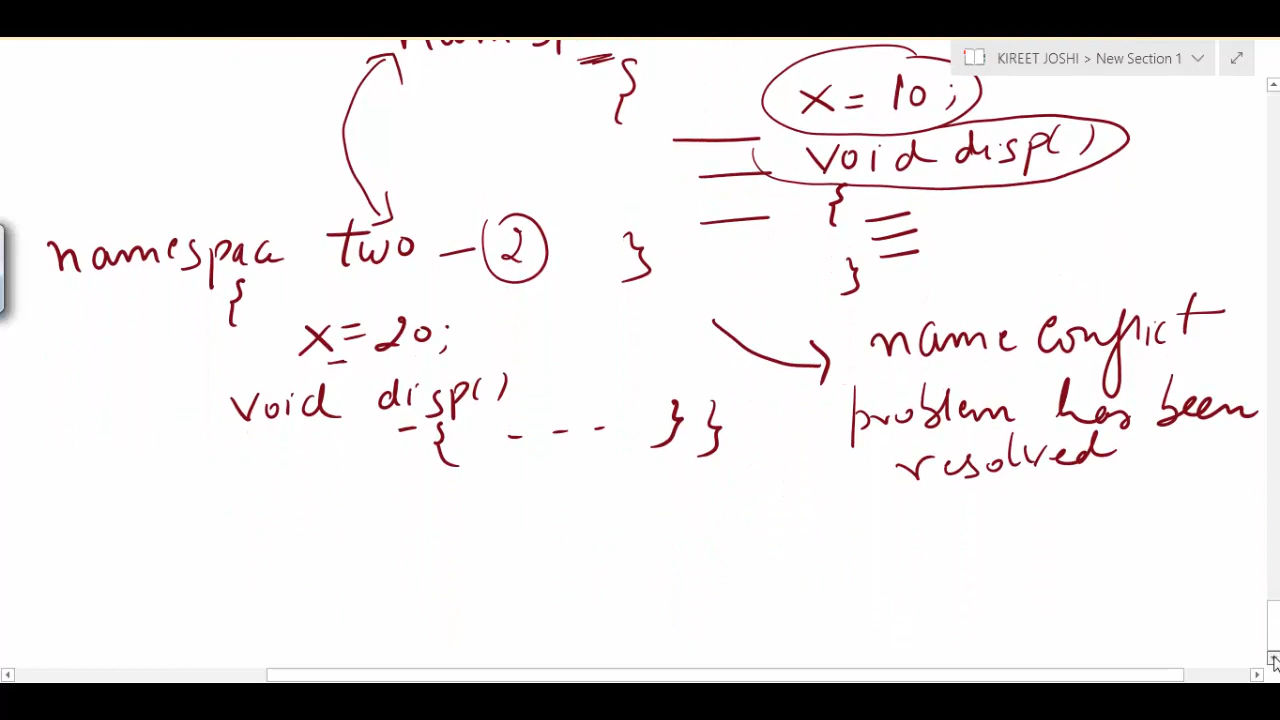 KIREET JOSHI > New Section 1
{
x = 10;
void disp()
{
}
namespace two - 2 }
{
x = 20;
void disp()
{ - - - } }
name conflict
problem has been
resolved